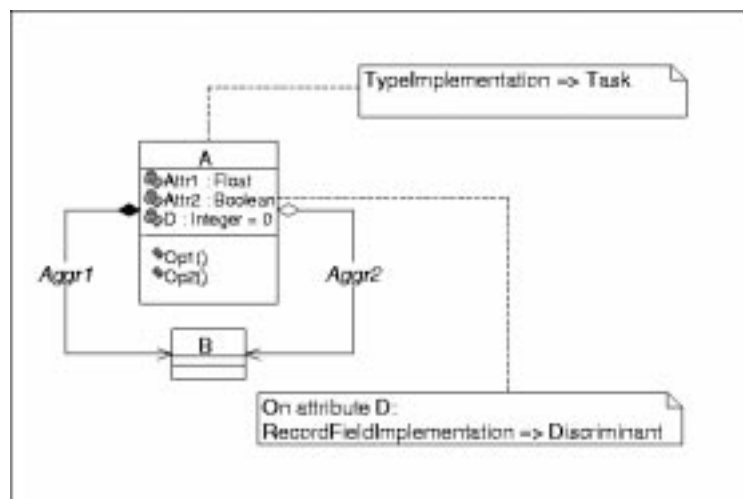 TypeImplementation => Task
A
Attr1 : Float
Attr2 : Boolean
D : Integer = 0
Op1()
Op2()
Aggr1
Aggr2
B
On attribute D:
RecordFieldImplementation => Discriminant